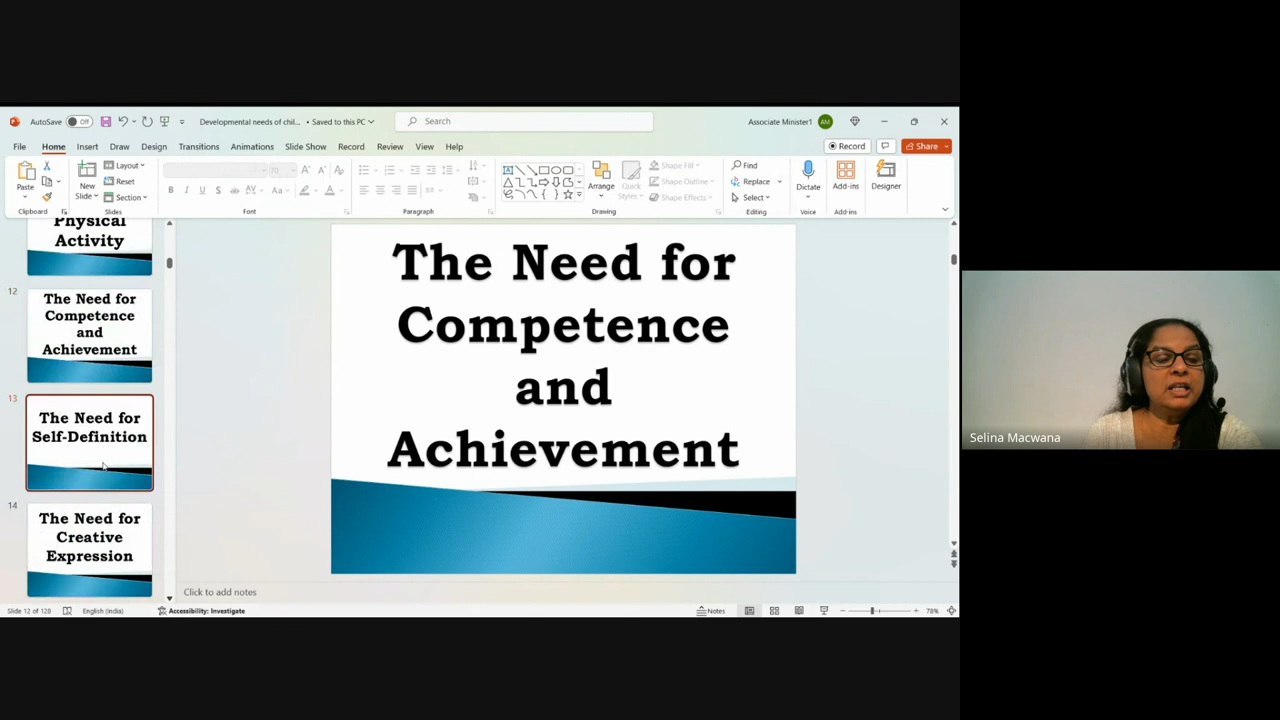 AutoSave Off Developmental needs of chil... • Saved to this PC Search Associate Minister1 AM
File Home Insert Draw Design Transitions Animations Slide Show Record Review View Help Record Share
Paste New Slide Layout Reset Section Arrange Quick Styles Shape Fill Shape Outline Shape Effects Find Replace Select Dictate Add-ins Designer
Clipboard Slides Font Paragraph Drawing Editing Voice Add-ins
Physical
Activity
12
The Need for
Competence
and
Achievement
13
The Need for
Self-Definition
14
The Need for
Creative
Expression
The Need for
Competence
and
Achievement
Click to add notes
Slide 12 of 128 English (India) Accessibility: Investigate Notes 78%
Selina Macwana